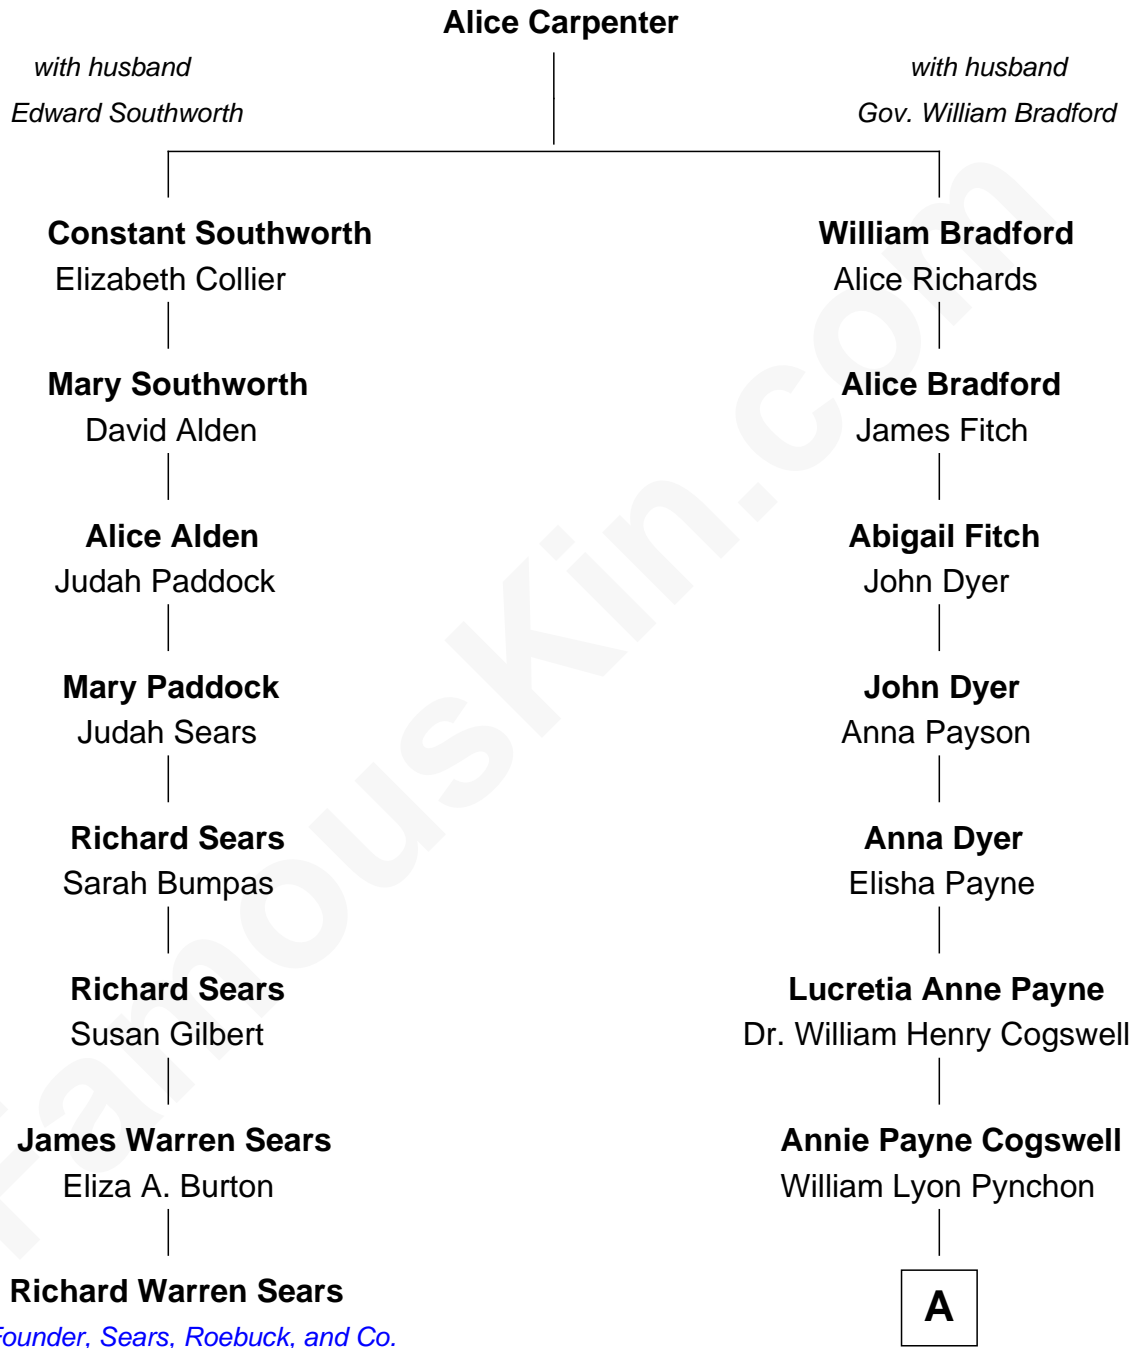 Alice Carpenter
with husband
Edward Southworth
with husband
Gov. William Bradford
Constant Southworth
Elizabeth Collier
William Bradford
Alice Richards
Mary Southworth
David Alden
Alice Bradford
James Fitch
Alice Alden
Judah Paddock
Abigail Fitch
John Dyer
Mary Paddock
Judah Sears
John Dyer
Anna Payson
Richard Sears
Sarah Bumpas
Anna Dyer
Elisha Payne
Richard Sears
Susan Gilbert
Lucretia Anne Payne
Dr. William Henry Cogswell
James Warren Sears
Eliza A. Burton
Annie Payne Cogswell
William Lyon Pynchon
Richard Warren Sears
Founder, Sears, Roebuck, and Co.
A
FamousKin.com